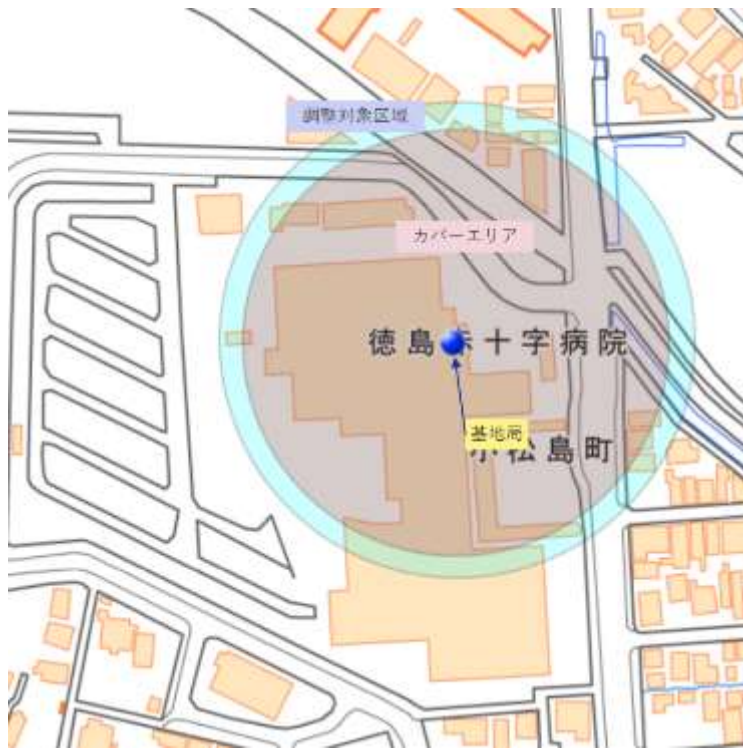 調整対象区域
カバーエリア
徳島赤十字病院
基地局
小松島町